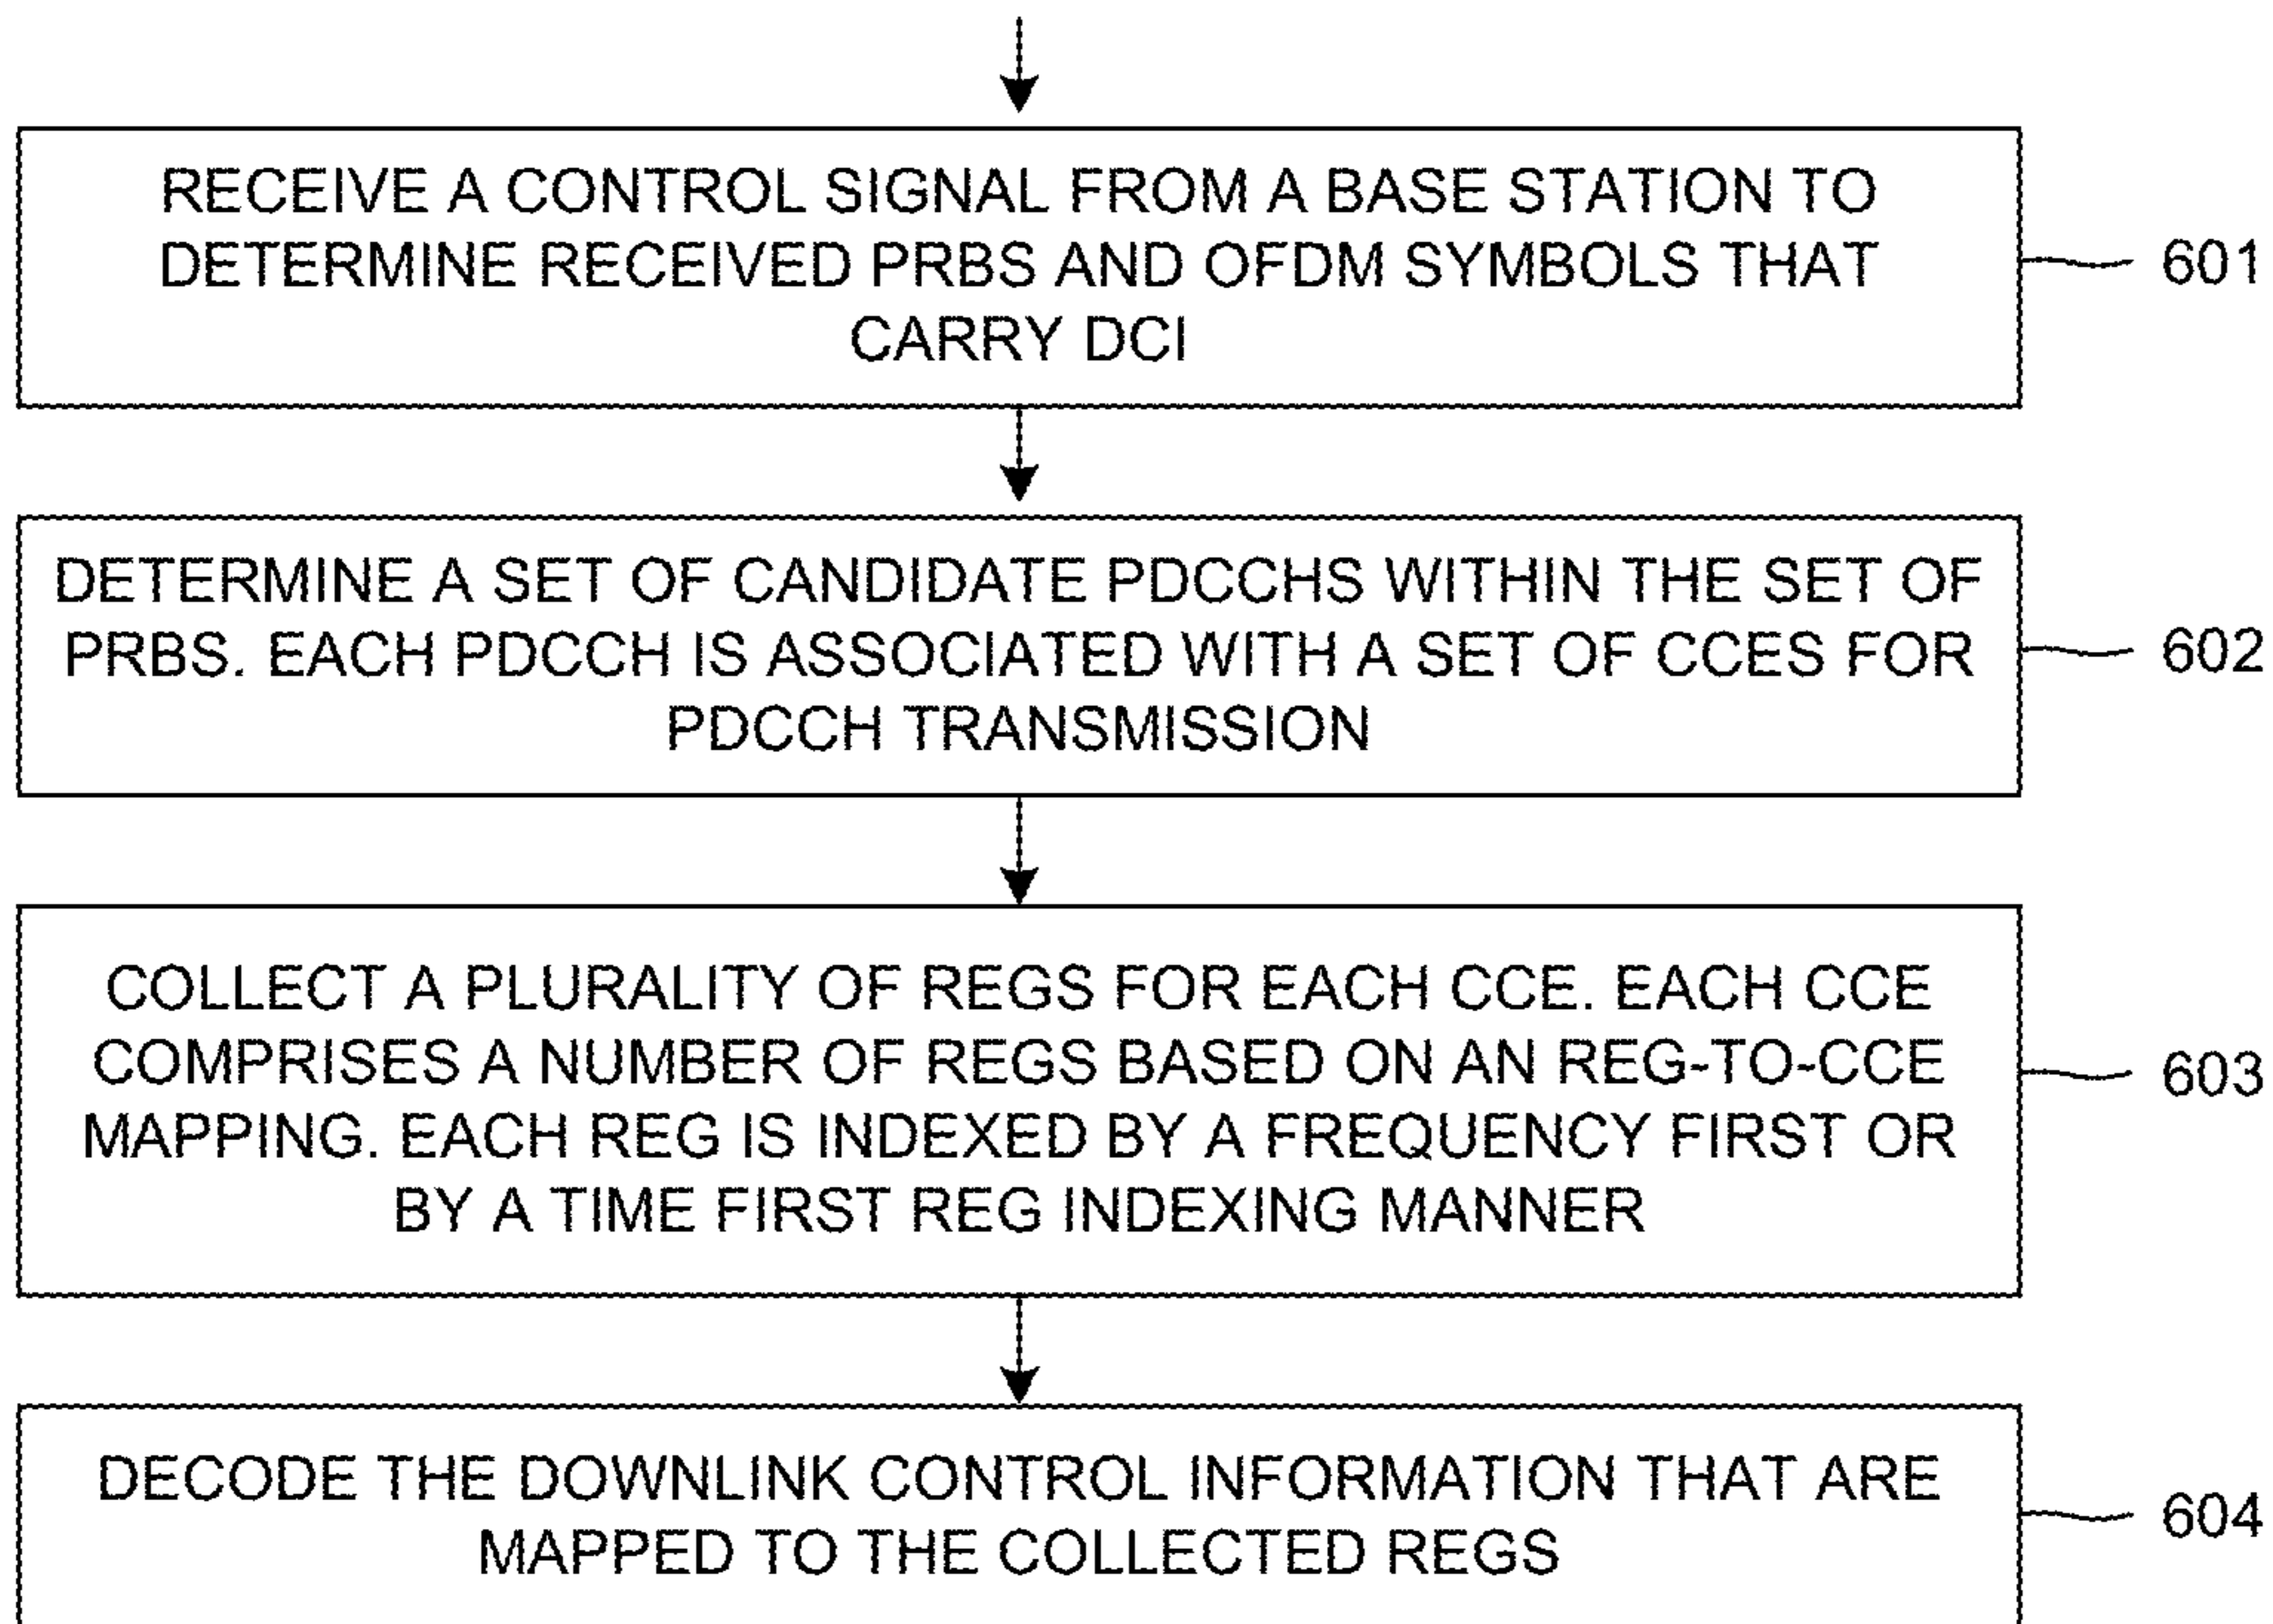 RECEIVE A CONTROL SIGNAL FROM A BASE STATION TO
DETERMINE RECEIVED PRBS AND OFDM SYMBOLS THAT
CARRY DCI
601
DETERMINE A SET OF CANDIDATE PDCCHS WITHIN THE SET OF
PRBS. EACH PDCCH IS ASSOCIATED WITH A SET OF CCES FOR
PDCCH TRANSMISSION
602
COLLECT A PLURALITY OF REGS FOR EACH CCE. EACH CCE
COMPRISES A NUMBER OF REGS BASED ON AN REG-TO-CCE
MAPPING. EACH REG IS INDEXED BY A FREQUENCY FIRST OR
BY A TIME FIRST REG INDEXING MANNER
603
DECODE THE DOWNLINK CONTROL INFORMATION THAT ARE
MAPPED TO THE COLLECTED REGS
604